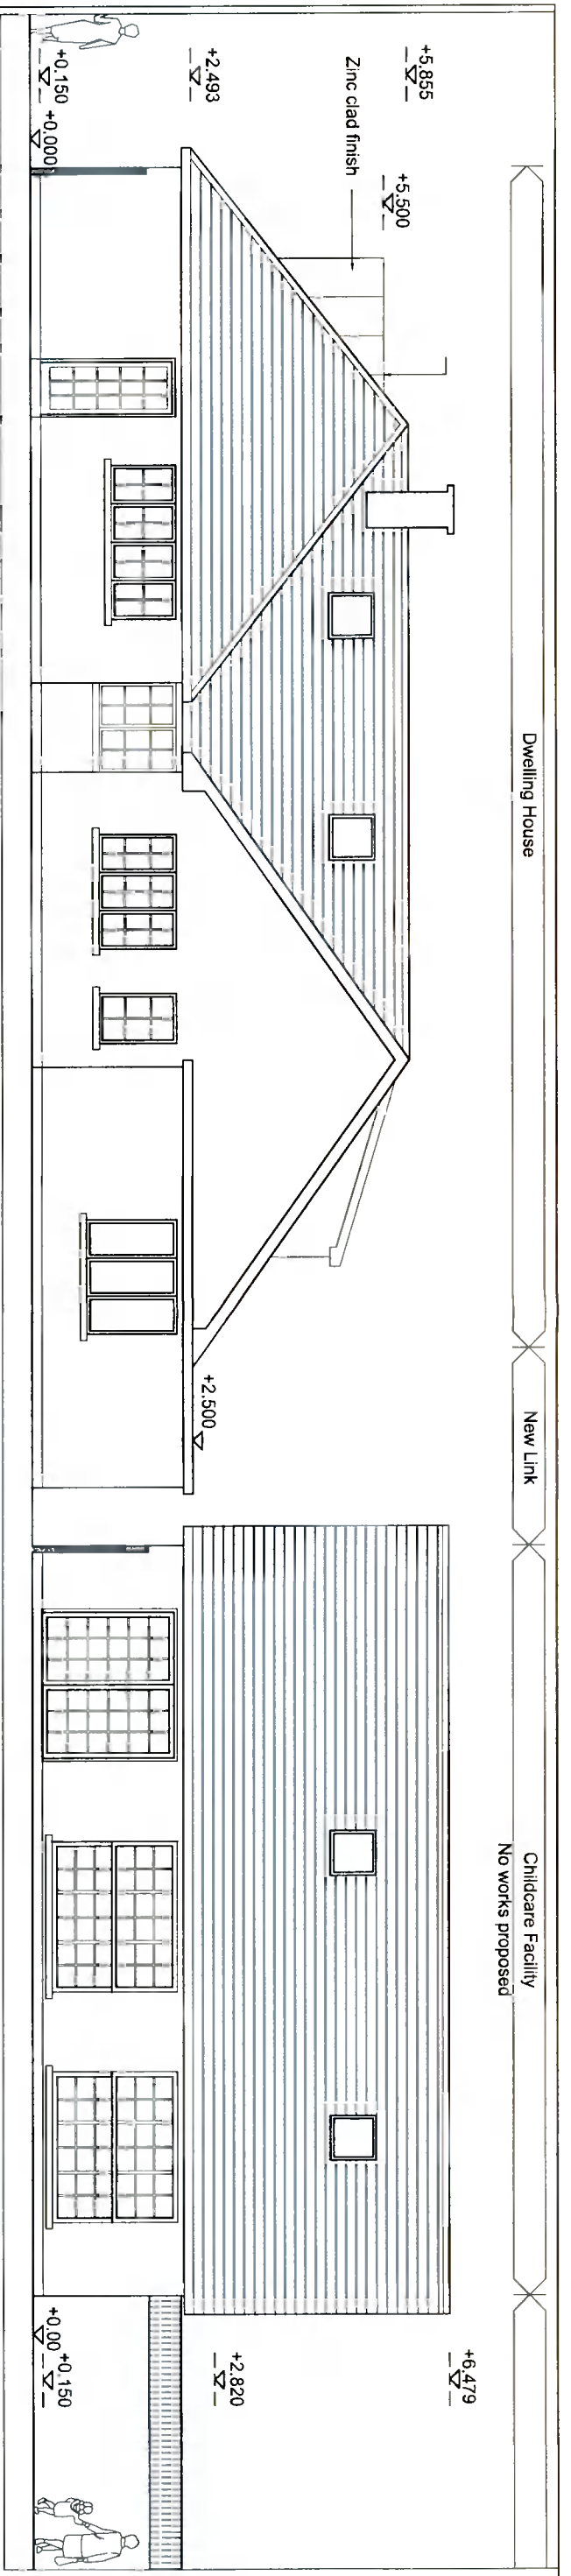 Dwelling House
New Link
Childcare Facility
No works proposed
+5.855
+5.500
Zinc clad finish
+2.493
+0.150
+0.000
+2.500
+6.479
+2.820
+0.150
+0.00